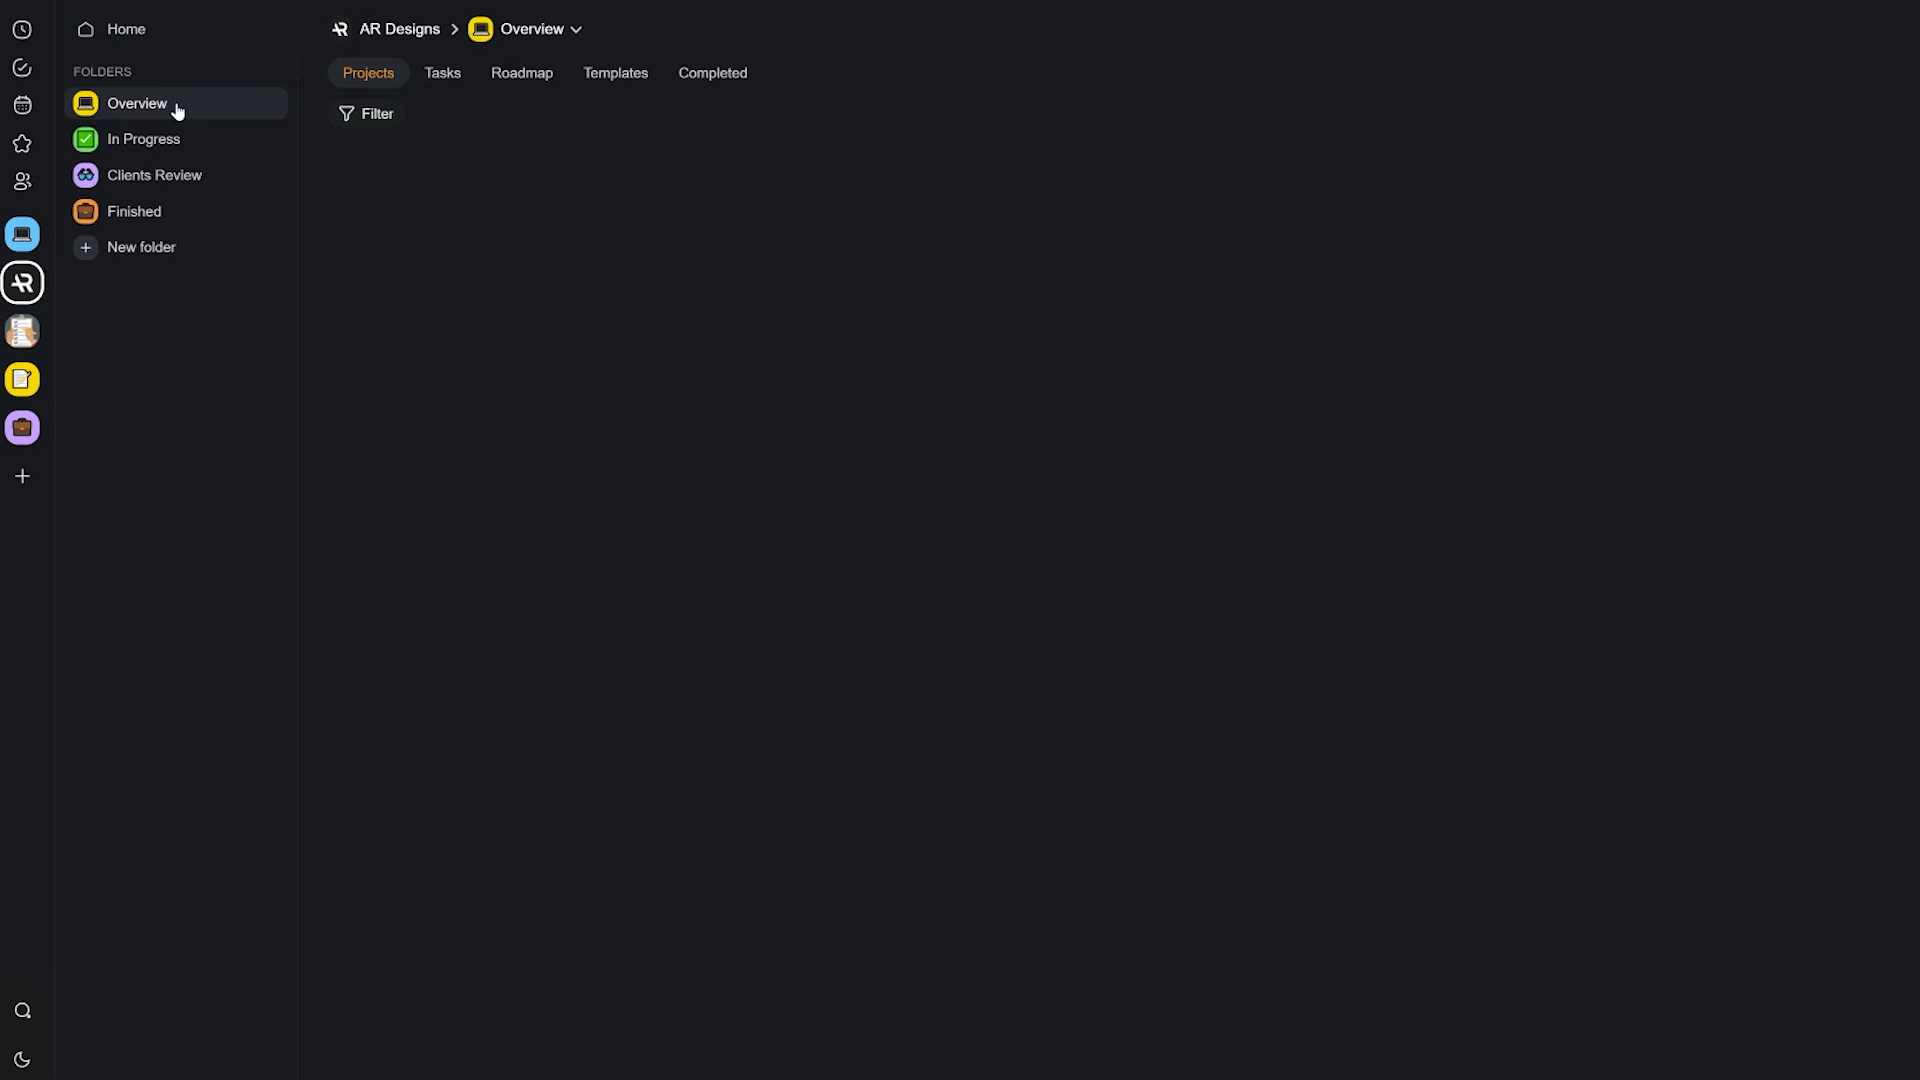 Home
FOLDERS
Overview
In Progress
Clients Review
Finished
New folder
AR Designs > Overview
Projects Tasks Roadmap Templates Completed
Filter